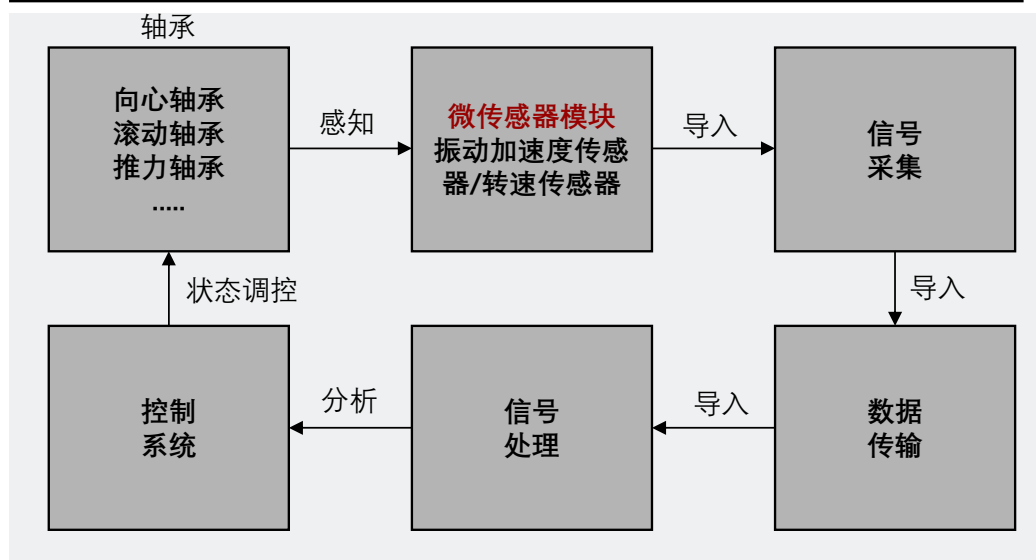 轴承
向心轴承
滚动轴承
推力轴承
.....
感知
微传感器模块
振动加速度传感
器/转速传感器
导入
信号
采集
状态调控
导入
控制
系统
分析
信号
处理
导入
数据
传输